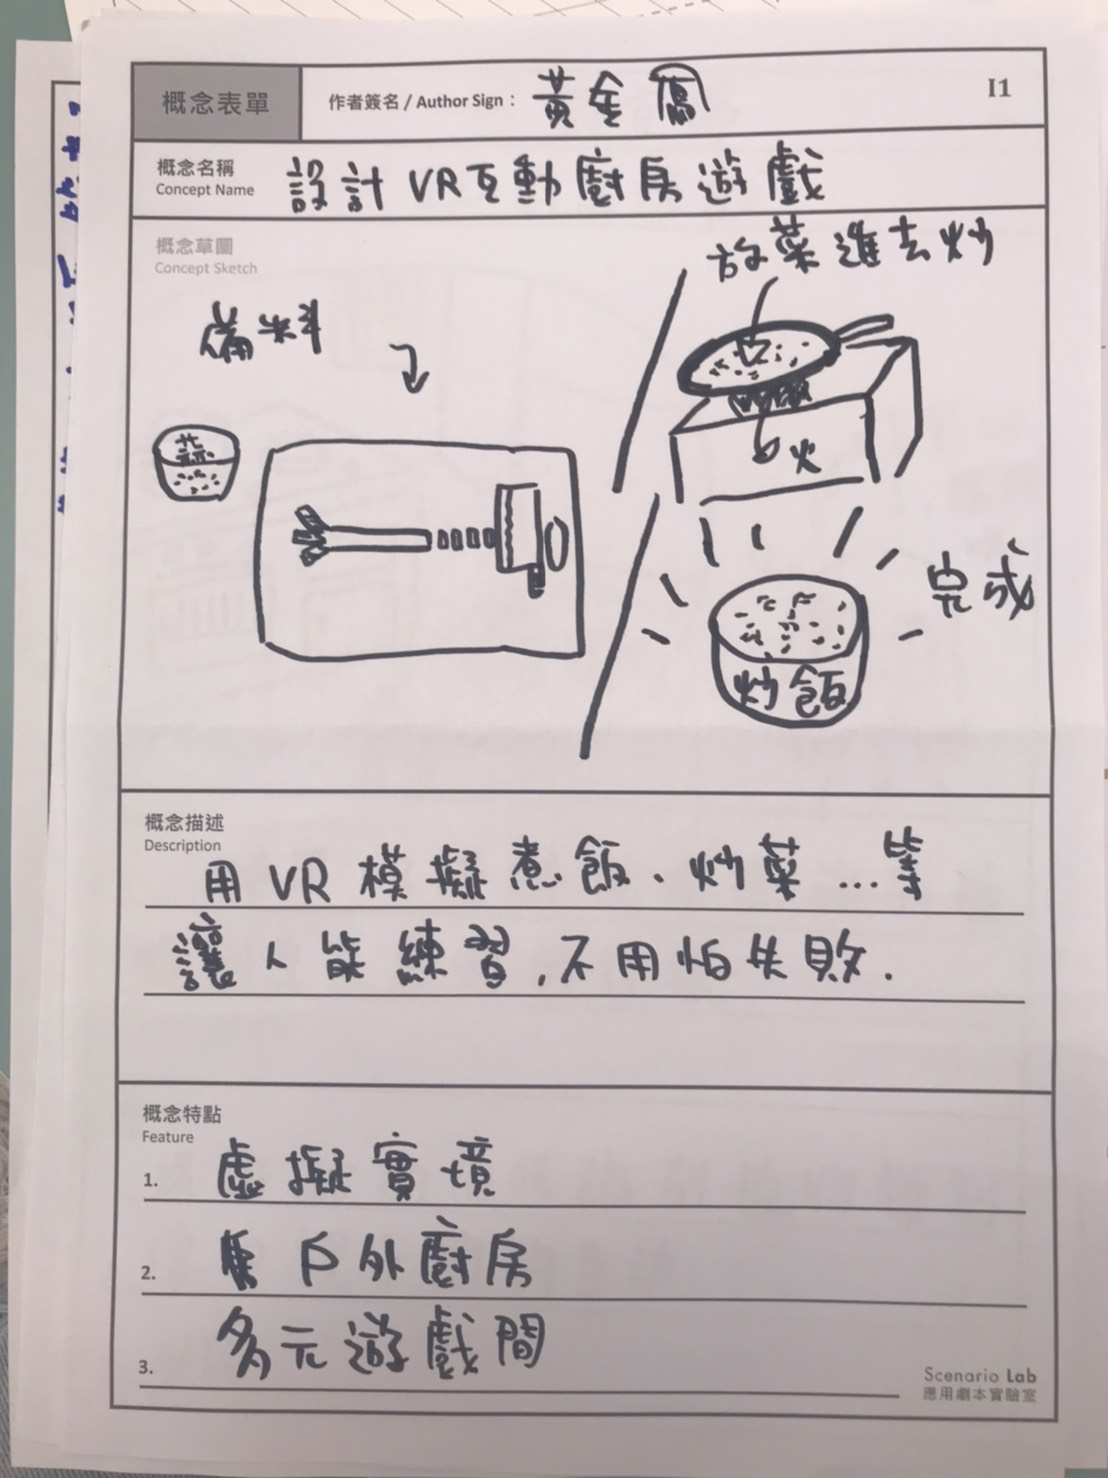 概念表單
作者簽名 / Author Sign : 黃金鳳
I1
概念名稱
Concept Name
設計VR互動廚房遊戲
概念草圖
Concept Sketch
備料
蒜
放菜進去炒
火
完成
炒飯
概念描述
Description
用VR模擬煮飯、炒菜...等
讓人能練習,不用怕失敗.
概念特點
Feature
1. 虛擬實境
2. 戶外廚房
3. 多元遊戲間
Scenario Lab
應用劇本實驗室